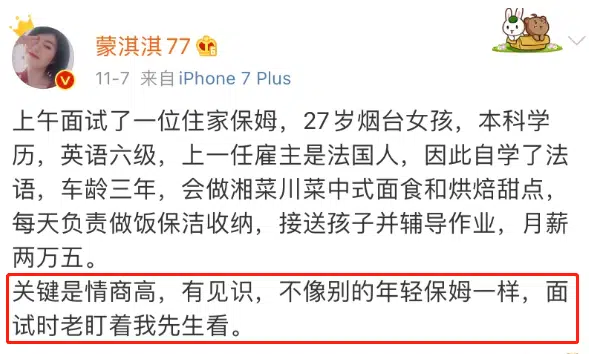 蒙淇淇77
11-7 来自 iPhone 7 Plus
上午面试了一位住家保姆，27岁烟台女孩，本科学
历，英语六级，上一任雇主是法国人，因此自学了法
语，车龄三年，会做湘菜川菜中式面食和烘焙甜点，
每天负责做饭保洁收纳，接送孩子并辅导作业，月薪
两万五。
关键是情商高，有见识，不像别的年轻保姆一样，面
试时老盯着我先生看。